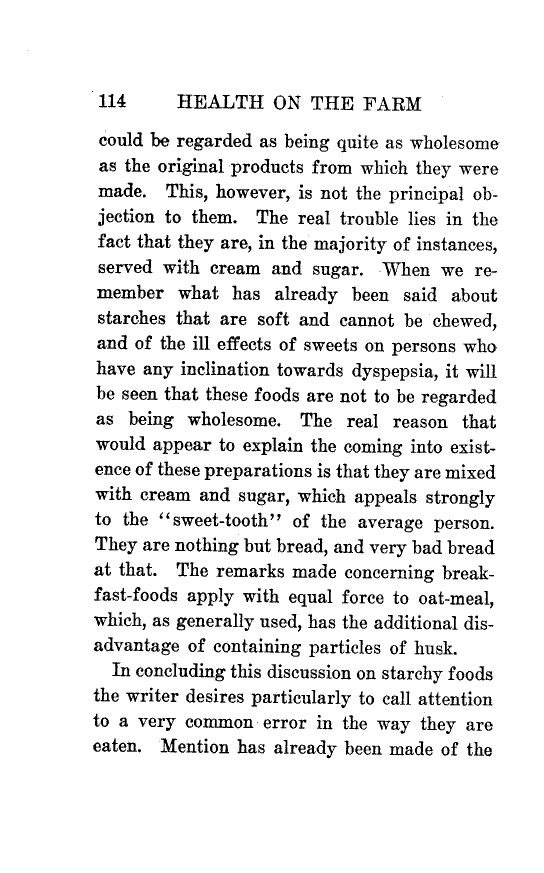 114 HEALTH ON THE FARM
could be regarded as being quite as wholesome
as the original products from which they were
made. This, however, is not the principal ob-
jection to them. The real trouble lies in the
fact that they are, in the majority of instances,
served with cream and sugar. When we re-
member what has already been said about
starches that are soft and cannot be chewed,
and of the ill effects of sweets on persons who
have any inclination towards dyspepsia, it will
be seen that these foods are not to be regarded
as being wholesome. The real reason that
would appear to explain the coming into exist-
ence of these preparations is that they are mixed
with cream and sugar, which appeals strongly
to the "sweet-tooth" of the average person.
They are nothing but bread, and very bad bread
at that. The remarks made concerning break-
fast-foods apply with equal force to oat-meal,
which, as generally used, has the additional dis-
advantage of containing particles of husk.
In concluding this discussion on starchy foods
the writer desires particularly to call attention
to a very common error in the way they are
eaten. Mention has already been made of the